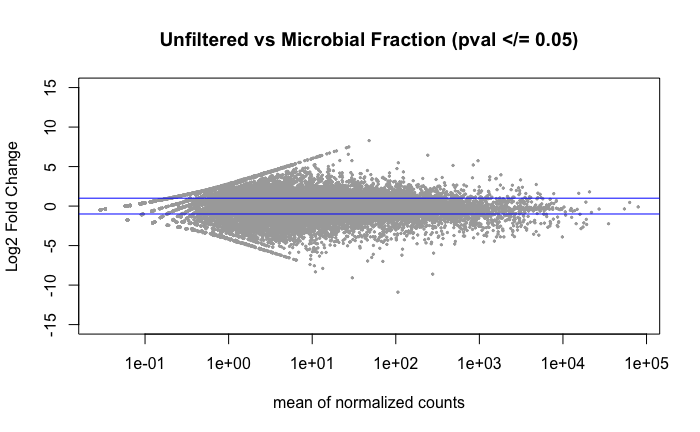 Unfiltered vs Microbial Fraction (pval </= 0.05)
Log2 Fold Change
15
10
5
0
-5
-10
-15
1e-01 1e+00 1e+01 1e+02 1e+03 1e+04 1e+05
mean of normalized counts